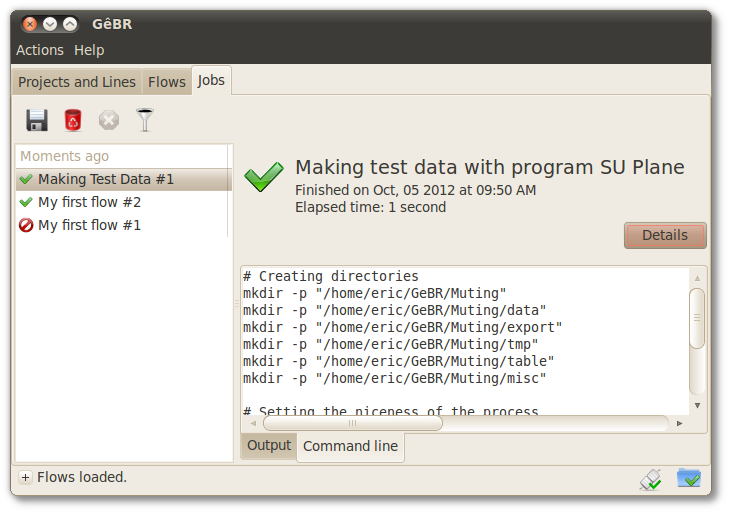 GêBR
Actions Help
Projects and Lines Flows Jobs
Moments ago
Making Test Data #1
My first flow #2
My first flow #1
Making test data with program SU Plane
Finished on Oct, 05 2012 at 09:50 AM
Elapsed time: 1 second
Details
# Creating directories
mkdir -p "/home/eric/GeBR/Muting"
mkdir -p "/home/eric/GeBR/Muting/data"
mkdir -p "/home/eric/GeBR/Muting/export"
mkdir -p "/home/eric/GeBR/Muting/tmp"
mkdir -p "/home/eric/GeBR/Muting/table"
mkdir -p "/home/eric/GeBR/Muting/misc"
# Setting the niceness of the process
Output Command line
Flows loaded.